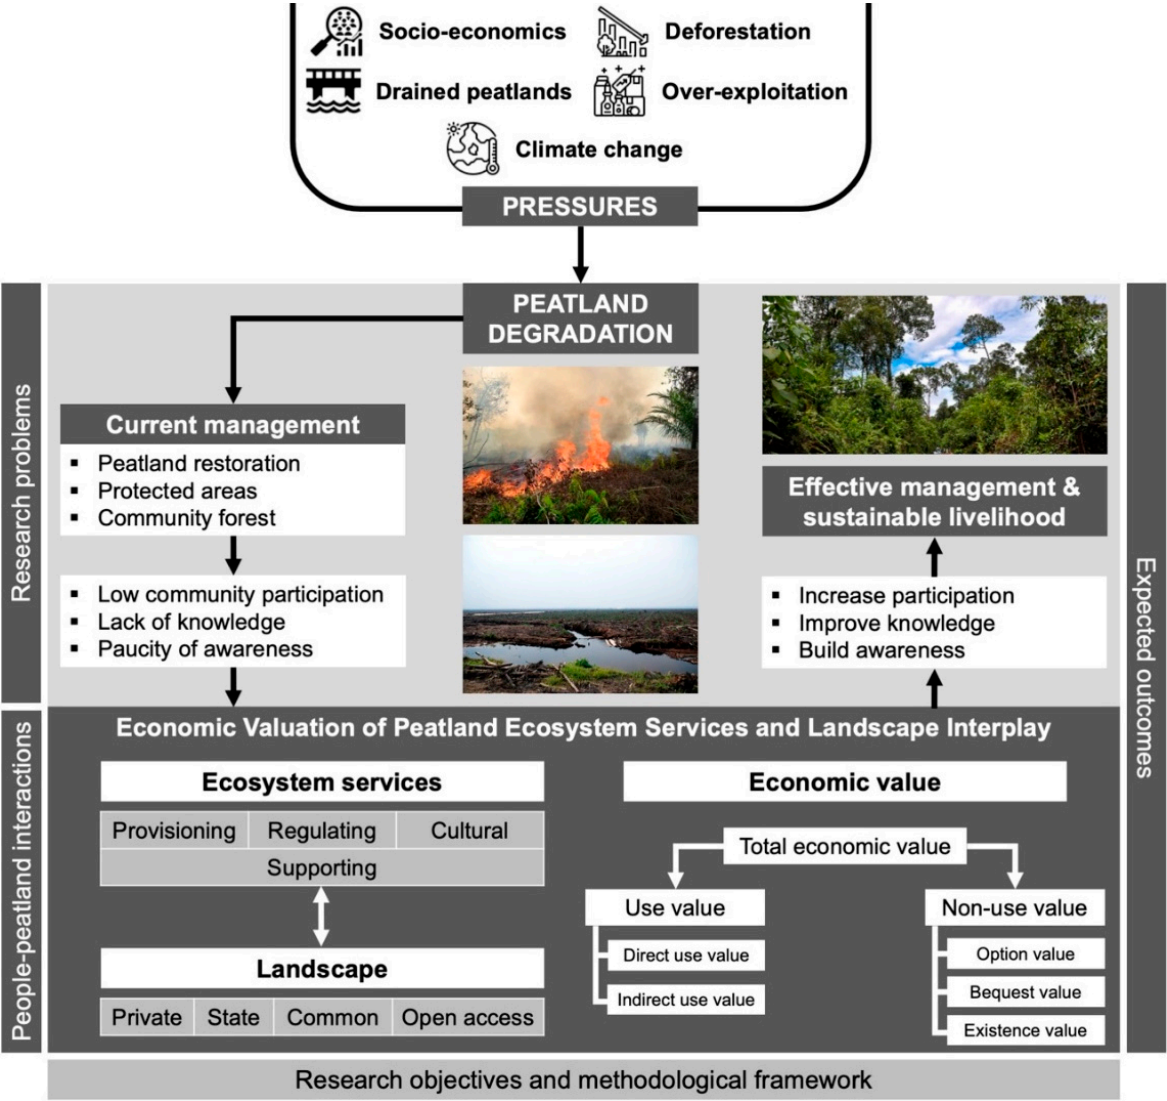 Socio-economics
Deforestation
Drained peatlands
Over-exploitation
Climate change
PRESSURES
PEATLAND
DEGRADATION
Research problems
Current management
▪ Peatland restoration
▪ Protected areas
▪ Community forest
▪ Low community participation
▪ Lack of knowledge
▪ Paucity of awareness
Effective management &
sustainable livelihood
▪ Increase participation
▪ Improve knowledge
▪ Build awareness
Expected outcomes
People-peatland interactions
Economic Valuation of Peatland Ecosystem Services and Landscape Interplay
Ecosystem services
Provisioning
Regulating
Cultural
Supporting
Landscape
Private
State
Common
Open access
Economic value
Total economic value
Use value
Direct use value
Indirect use value
Non-use value
Option value
Bequest value
Existence value
Research objectives and methodological framework